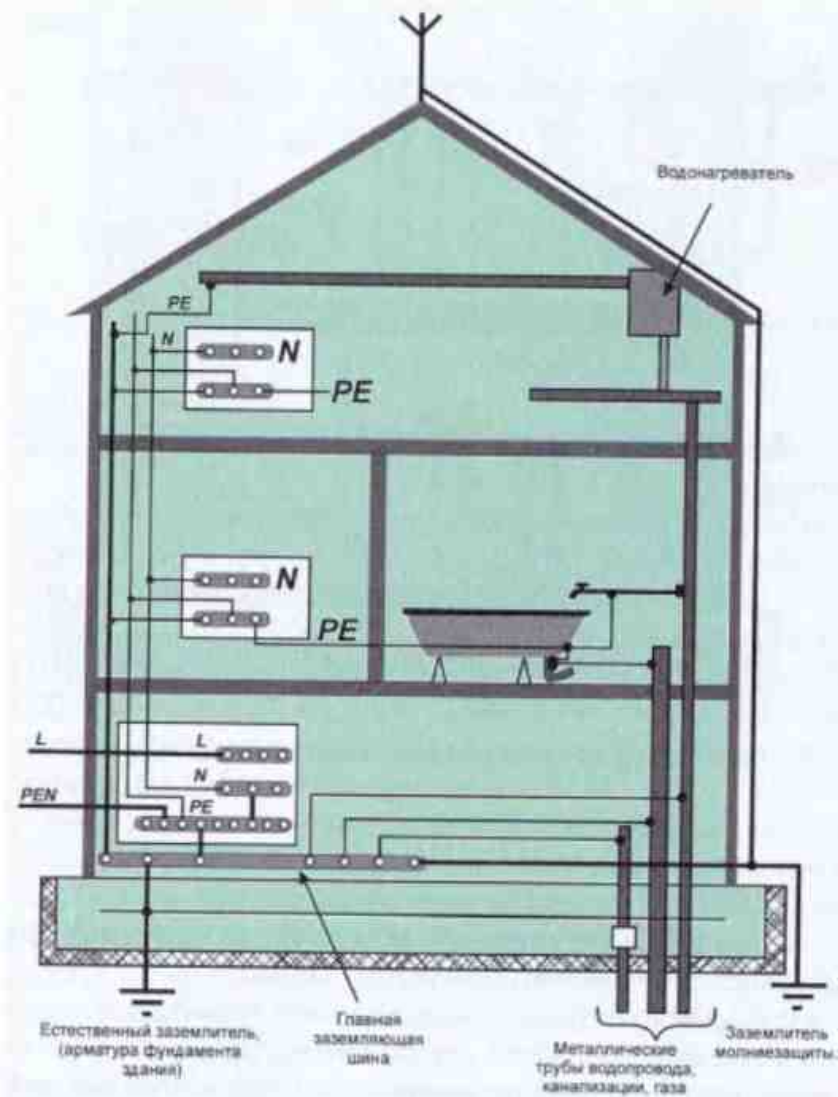 Водонагреватель
PE
N
N
PE
N
PE
L
L
N
PEN
PE
Естественный заземлитель,
(арматура фундамента
здания)
Главная
заземляющая
шина
Металлические
трубы водопровода,
канализации, газа
Заземлитель
молниезащиты.